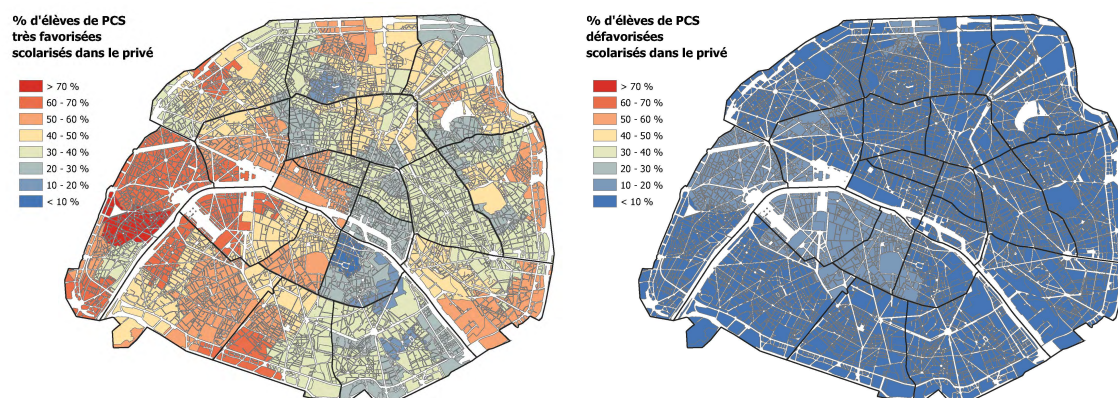 % d'élèves de PCS
très favorisées
scolarisés dans le privé
> 70 %
60 - 70 %
50 - 60 %
40 - 50 %
30 - 40 %
20 - 30 %
10 - 20 %
< 10 %
% d'élèves de PCS
défavorisées
scolarisés dans le privé
> 70 %
60 - 70 %
50 - 60 %
40 - 50 %
30 - 40 %
20 - 30 %
10 - 20 %
< 10 %